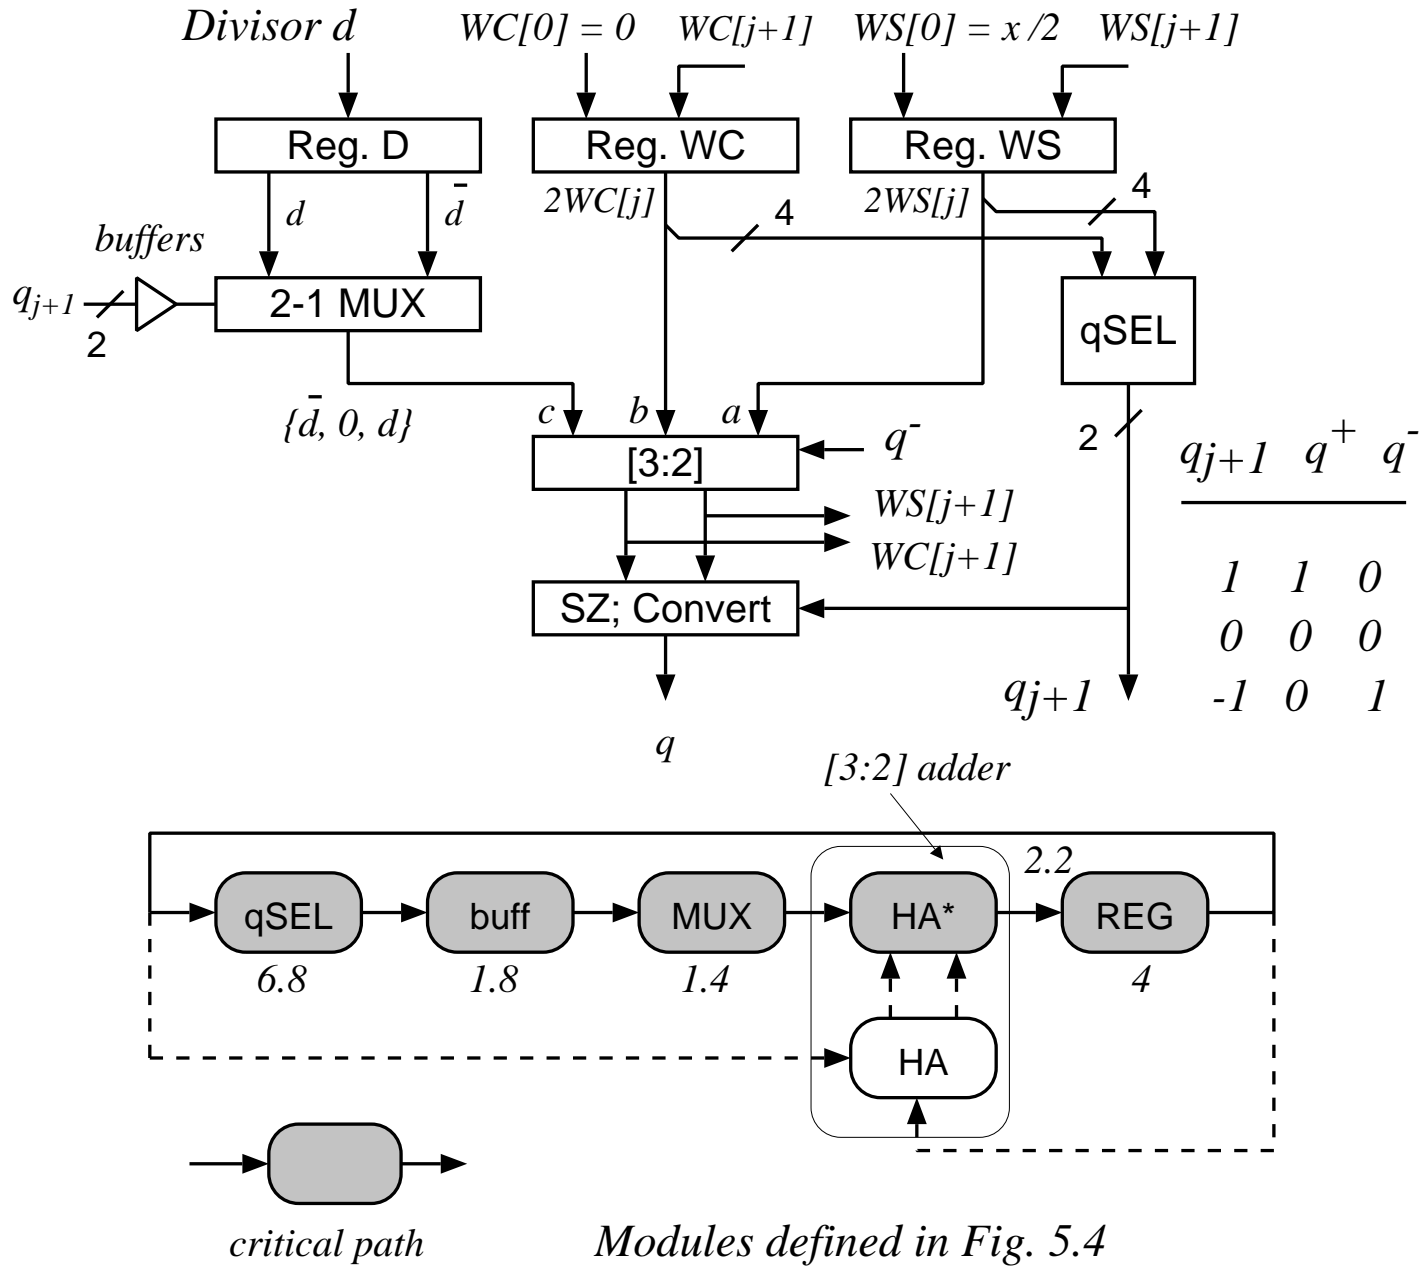 Divisor d WC[0] = 0 WC[j+1] WS[0] = x /2 WS[j+1]
Reg. D Reg. WC Reg. WS
d d̄ 2WC[j] 4 2WS[j] 4
buffers
q_{j+1} 2 2-1 MUX qSEL
{d̄, 0, d} c b a 2
[3:2] q^-
q_{j+1} q^+ q^-
WS[j+1]
WC[j+1]
1 1 0
SZ; Convert
0 0 0
q_{j+1} -1 0 1
q
[3:2] adder
2.2
qSEL buff MUX HA* REG
6.8 1.8 1.4 4
HA
critical path Modules defined in Fig. 5.4